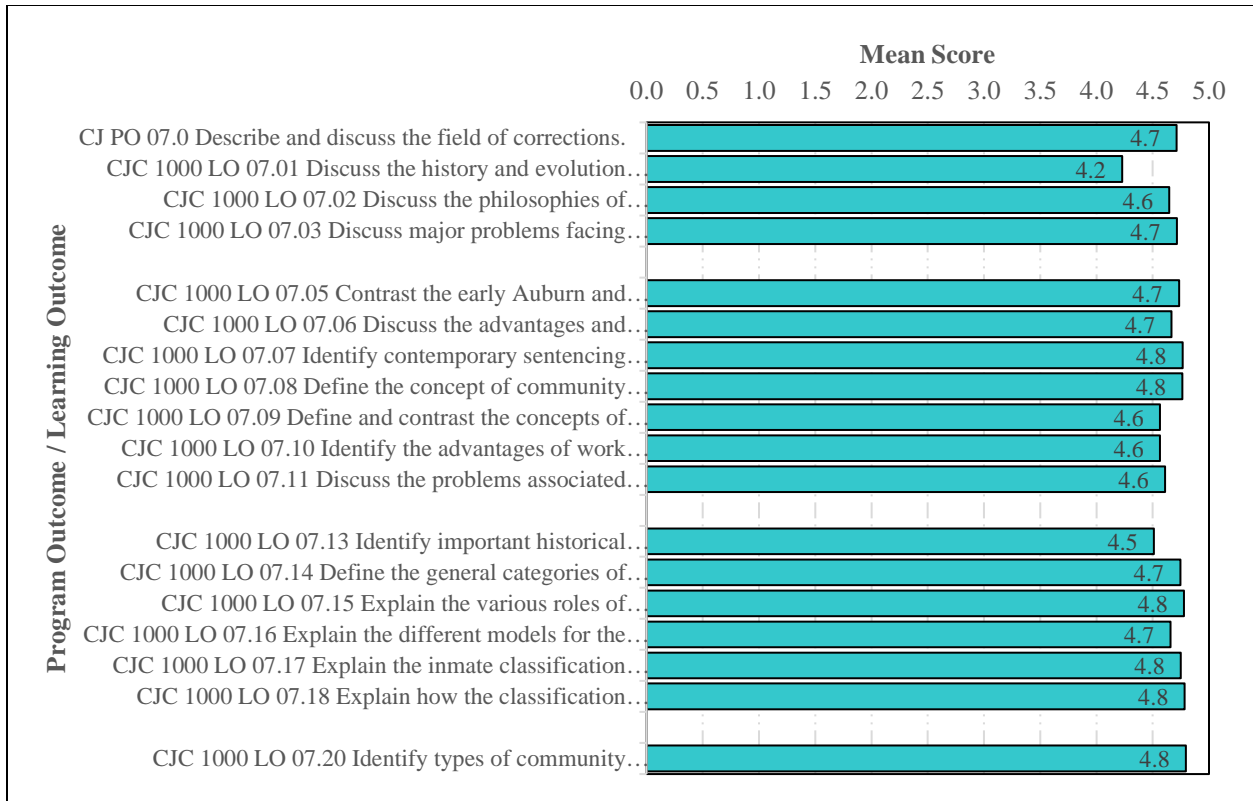 Mean Score
0.0 0.5 1.0 1.5 2.0 2.5 3.0 3.5 4.0 4.5 5.0
Program Outcome / Learning Outcome
CJ PO 07.0 Describe and discuss the field of corrections. 4.7
CJC 1000 LO 07.01 Discuss the history and evolution… 4.2
CJC 1000 LO 07.02 Discuss the philosophies of… 4.6
CJC 1000 LO 07.03 Discuss major problems facing… 4.7
CJC 1000 LO 07.05 Contrast the early Auburn and… 4.7
CJC 1000 LO 07.06 Discuss the advantages and… 4.7
CJC 1000 LO 07.07 Identify contemporary sentencing… 4.8
CJC 1000 LO 07.08 Define the concept of community… 4.8
CJC 1000 LO 07.09 Define and contrast the concepts of… 4.6
CJC 1000 LO 07.10 Identify the advantages of work… 4.6
CJC 1000 LO 07.11 Discuss the problems associated… 4.6
CJC 1000 LO 07.13 Identify important historical… 4.5
CJC 1000 LO 07.14 Define the general categories of… 4.7
CJC 1000 LO 07.15 Explain the various roles of… 4.8
CJC 1000 LO 07.16 Explain the different models for the… 4.7
CJC 1000 LO 07.17 Explain the inmate classification… 4.8
CJC 1000 LO 07.18 Explain how the classification… 4.8
CJC 1000 LO 07.20 Identify types of community… 4.8